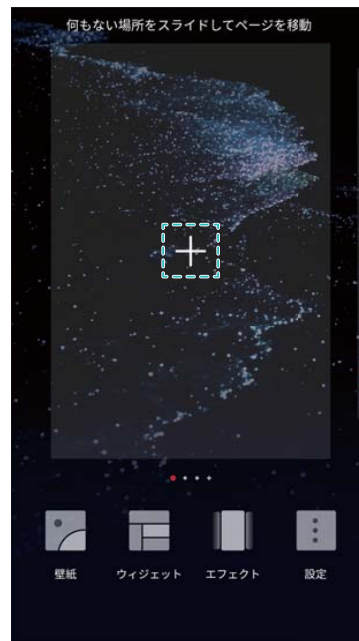 何もない場所をスライドしてページを移動
壁紙
ウィジェット
エフェクト
設定